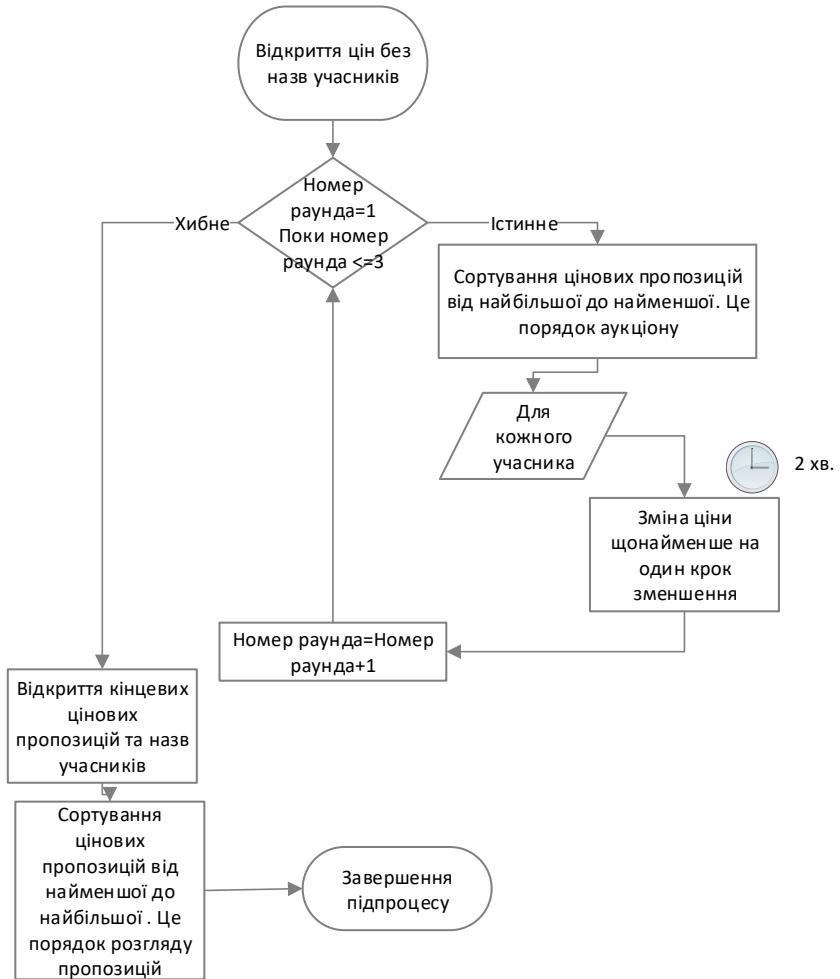 Відкриття цін без
назв учасників
Номер
раунда=1
Поки номер
раунда <=3
Хибне
Істинне
Сортування цінових пропозицій
від найбільшої до найменшої. Це
порядок аукціону
Для
кожного
учасника
2 хв.
Зміна ціни
щонайменше на
один крок
зменшення
Номер раунда=Номер
раунда+1
Відкриття кінцевих
цінових
пропозицій та назв
учасників
Сортування
цінових
пропозицій від
найменшої до
найбільшої . Це
порядок розгляду
пропозицій
Завершення
підпроцесу